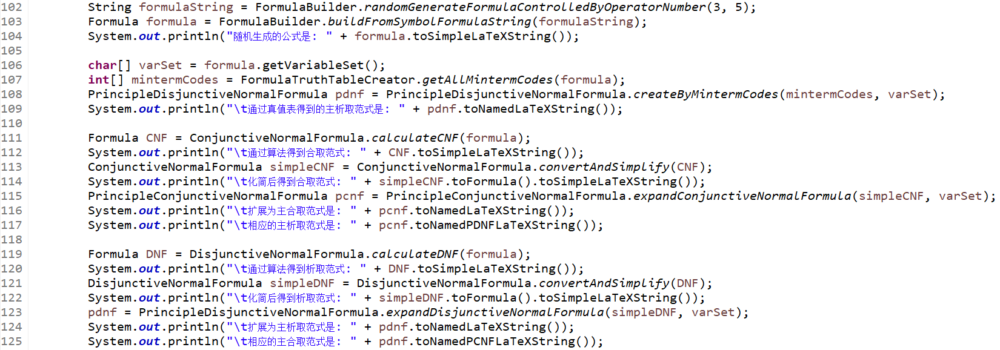 102 String formulaString = FormulaBuilder.randomGenerateFormulaControlledByOperatorNumber(3, 5);
103 Formula formula = FormulaBuilder.buildFromSymbolFormulaString(formulaString);
104 System.out.println("随机生成的公式是: " + formula.toSimpleLaTeXString());
105
106 char[] varSet = formula.getVariableSet();
107 int[] mintermCodes = FormulaTruthTableCreator.getAllMintermCodes(formula);
108 PrincipleDisjunctiveNormalFormula pdnf = PrincipleDisjunctiveNormalFormula.createByMintermCodes(mintermCodes, varSet);
109 System.out.println("\t通过真值表得到的主析取范式是: " + pdnf.toNamedLaTeXString());
110
111 Formula CNF = ConjunctiveNormalFormula.calculateCNF(formula);
112 System.out.println("\t通过算法得到合取范式: " + CNF.toSimpleLaTeXString());
113 ConjunctiveNormalFormula simpleCNF = ConjunctiveNormalFormula.convertAndSimplify(CNF);
114 System.out.println("\t化简后得到合取范式: " + simpleCNF.toFormula().toSimpleLaTeXString());
115 PrincipleConjunctiveNormalFormula pcnf = PrincipleConjunctiveNormalFormula.expandConjunctiveNormalFormula(simpleCNF, varSet);
116 System.out.println("\t扩展为主合取范式是: " + pcnf.toNamedLaTeXString());
117 System.out.println("\t相应的主析取范式是: " + pcnf.toNamedPDNFLaTeXString());
118
119 Formula DNF = DisjunctiveNormalFormula.calculateDNF(formula);
120 System.out.println("\t通过算法得到析取范式: " + DNF.toSimpleLaTeXString());
121 DisjunctiveNormalFormula simpleDNF = DisjunctiveNormalFormula.convertAndSimplify(DNF);
122 System.out.println("\t化简后得到析取范式: " + simpleDNF.toFormula().toSimpleLaTeXString());
123 pdnf = PrincipleDisjunctiveNormalFormula.expandDisjunctiveNormalFormula(simpleDNF, varSet);
124 System.out.println("\t扩展为主析取范式是: " + pdnf.toNamedLaTeXString());
125 System.out.println("\t相应的主合取范式是: " + pdnf.toNamedPCNFLaTeXString());